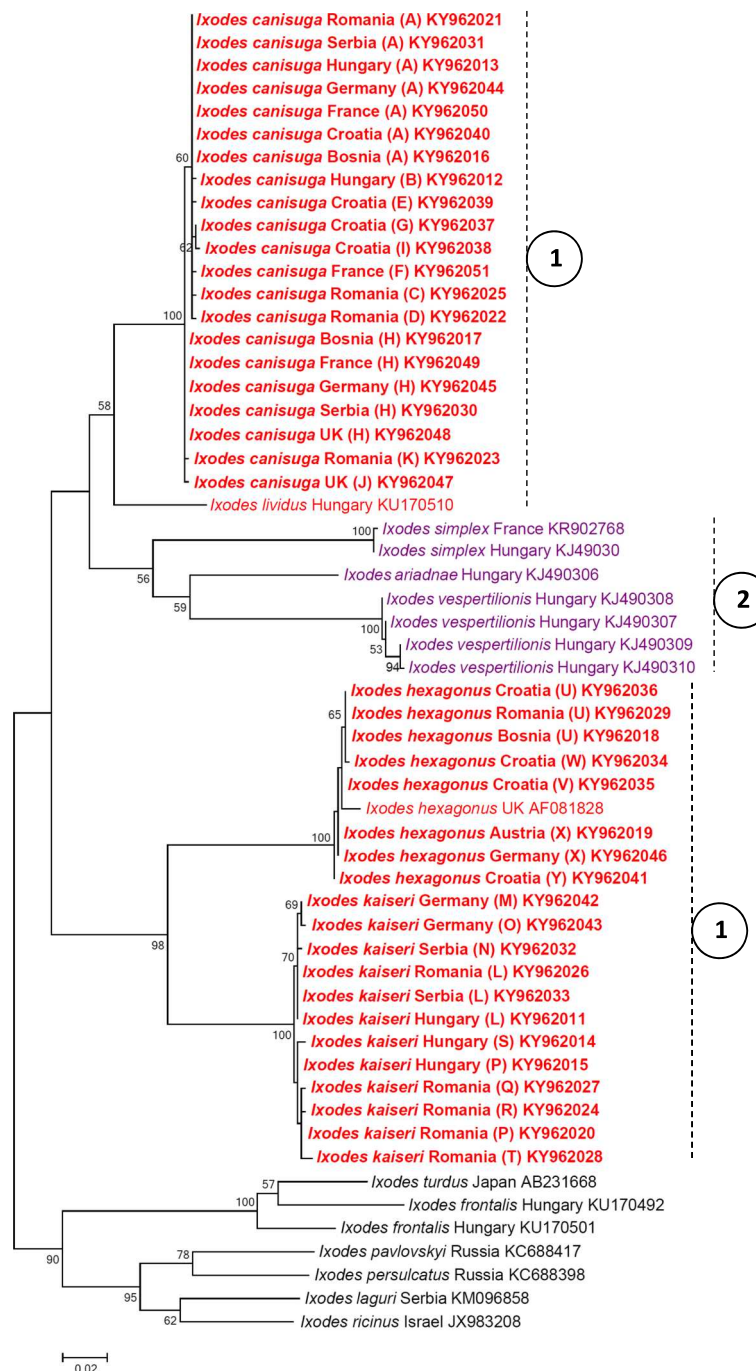 Ixodes canisuga Romania (A) KY962021
Ixodes canisuga Serbia (A) KY962031
Ixodes canisuga Hungary (A) KY962013
Ixodes canisuga Germany (A) KY962044
Ixodes canisuga France (A) KY962050
Ixodes canisuga Croatia (A) KY962040
Ixodes canisuga Bosnia (A) KY962016
60
Ixodes canisuga Hungary (B) KY962012
Ixodes canisuga Croatia (E) KY962039
Ixodes canisuga Croatia (G) KY962037
62
Ixodes canisuga Croatia (I) KY962038
1
Ixodes canisuga France (F) KY962051
Ixodes canisuga Romania (C) KY962025
Ixodes canisuga Romania (D) KY962022
100
Ixodes canisuga Bosnia (H) KY962017
Ixodes canisuga France (H) KY962049
Ixodes canisuga Germany (H) KY962045
58
Ixodes canisuga Serbia (H) KY962030
Ixodes canisuga UK (H) KY962048
Ixodes canisuga Romania (K) KY962023
Ixodes canisuga UK (J) KY962047
Ixodes lividus Hungary KU170510
100
Ixodes simplex France KR902768
Ixodes simplex Hungary KJ49030
56
Ixodes ariadnae Hungary KJ490306
59
Ixodes vespertilionis Hungary KJ490308
2
100
Ixodes vespertilionis Hungary KJ490307
53
Ixodes vespertilionis Hungary KJ490309
94
Ixodes vespertilionis Hungary KJ490310
Ixodes hexagonus Croatia (U) KY962036
65
Ixodes hexagonus Romania (U) KY962029
Ixodes hexagonus Bosnia (U) KY962018
Ixodes hexagonus Croatia (W) KY962034
Ixodes hexagonus Croatia (V) KY962035
Ixodes hexagonus UK AF081828
100
Ixodes hexagonus Austria (X) KY962019
Ixodes hexagonus Germany (X) KY962046
Ixodes hexagonus Croatia (Y) KY962041
69
Ixodes kaiseri Germany (M) KY962042
Ixodes kaiseri Germany (O) KY962043
1
98
70
Ixodes kaiseri Serbia (N) KY962032
Ixodes kaiseri Romania (L) KY962026
Ixodes kaiseri Serbia (L) KY962033
Ixodes kaiseri Hungary (L) KY962011
100
Ixodes kaiseri Hungary (S) KY962014
Ixodes kaiseri Hungary (P) KY962015
Ixodes kaiseri Romania (Q) KY962027
Ixodes kaiseri Romania (R) KY962024
Ixodes kaiseri Romania (P) KY962020
Ixodes kaiseri Romania (T) KY962028
57
Ixodes turdus Japan AB231668
100
Ixodes frontalis Hungary KU170492
Ixodes frontalis Hungary KU170501
90
78
Ixodes pavlovskyi Russia KC688417
Ixodes persulcatus Russia KC688398
95
Ixodes laguri Serbia KM096858
62
Ixodes ricinus Israel JX983208
0.02